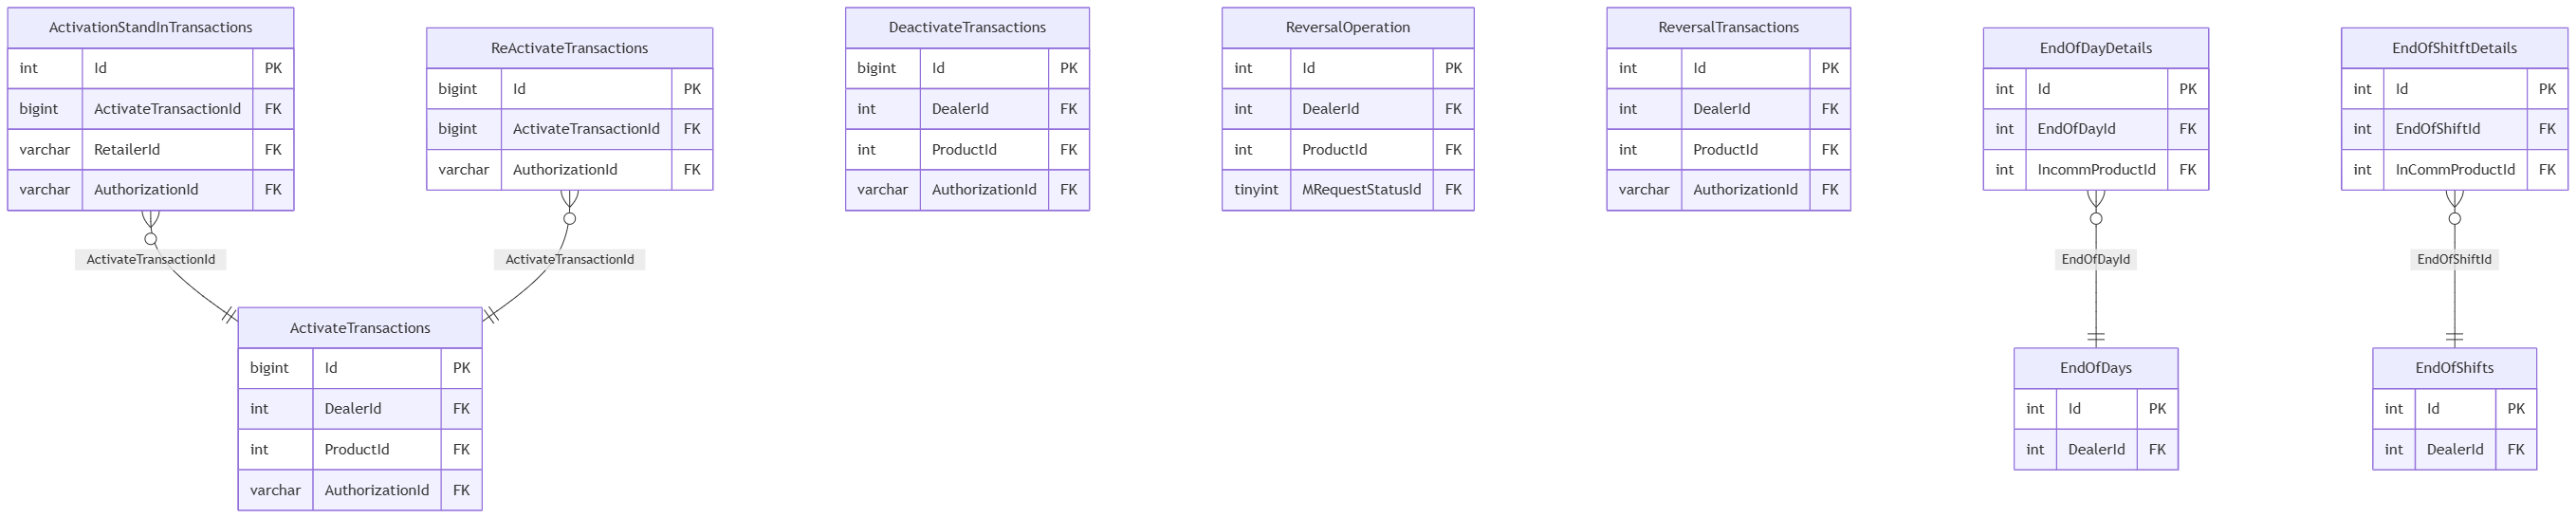 ActivationStandInTransactions
int Id PK
bigint ActivateTransactionId FK
varchar RetailerId FK
varchar AuthorizationId FK
ReActivateTransactions
bigint Id PK
bigint ActivateTransactionId FK
varchar AuthorizationId FK
DeactivateTransactions
bigint Id PK
int DealerId FK
int ProductId FK
varchar AuthorizationId FK
ReversalOperation
int Id PK
int DealerId FK
int ProductId FK
tinyint MRequestStatusId FK
ReversalTransactions
int Id PK
int DealerId FK
int ProductId FK
varchar AuthorizationId FK
EndOfDayDetails
int Id PK
int EndOfDayId FK
int IncommProductId FK
EndOfShitftDetails
int Id PK
int EndOfShiftId FK
int InCommProductId FK
ActivateTransactionId
ActivateTransactionId
EndOfDayId
EndOfShiftId
ActivateTransactions
bigint Id PK
int DealerId FK
int ProductId FK
varchar AuthorizationId FK
EndOfDays
int Id PK
int DealerId FK
EndOfShifts
int Id PK
int DealerId FK